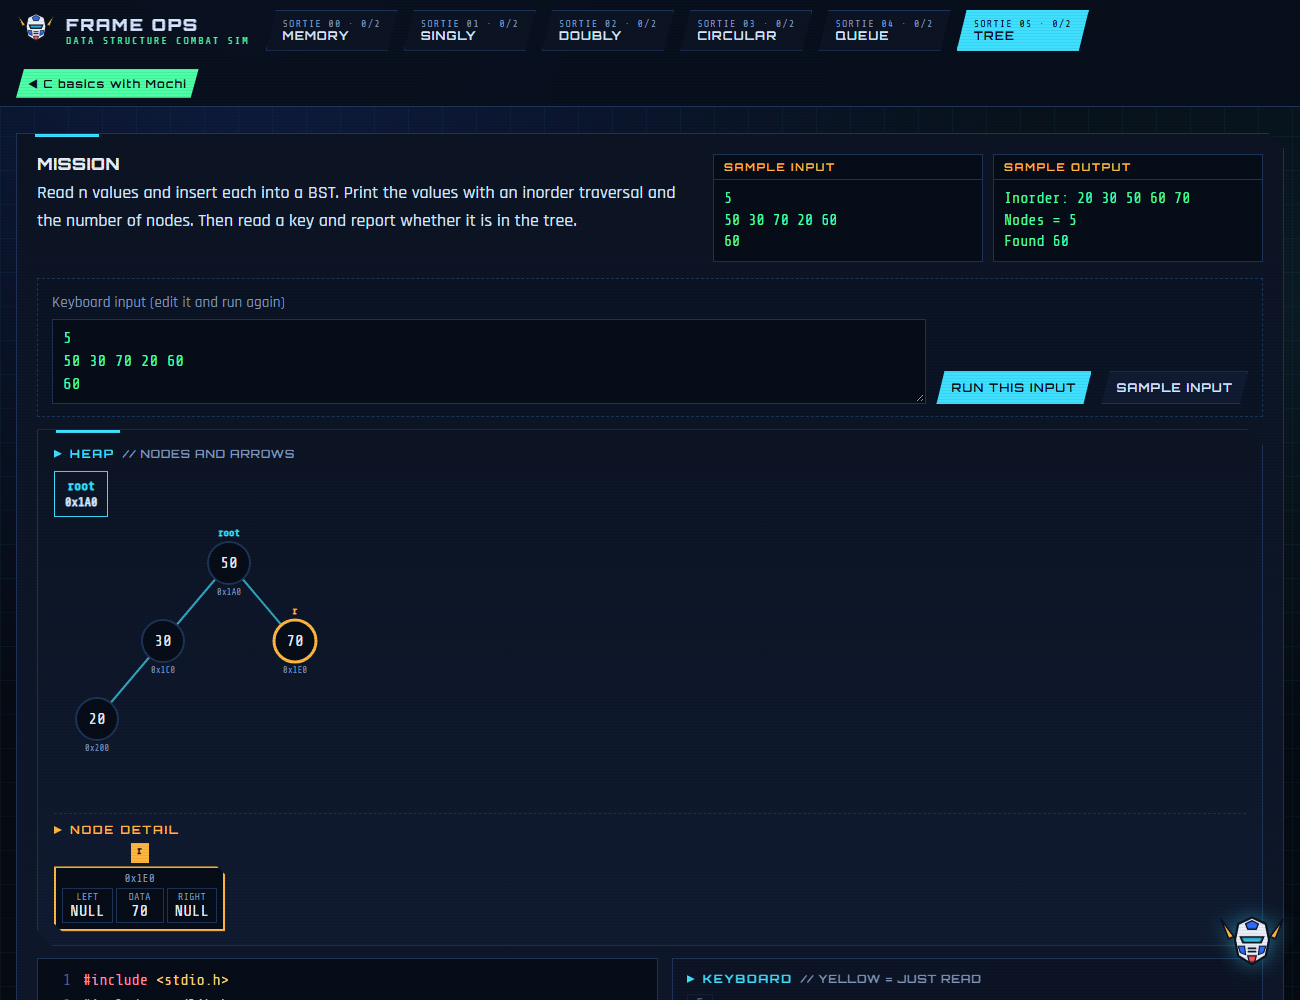 FRAME OPS
DATA STRUCTURE COMBAT SIM
SORTIE 00 · 0/2
MEMORY
SORTIE 01 · 0/2
SINGLY
SORTIE 02 · 0/2
DOUBLY
SORTIE 03 · 0/2
CIRCULAR
SORTIE 04 · 0/2
QUEUE
SORTIE 05 · 0/2
TREE
◀ C basics with Mochi
MISSION
Read n values and insert each into a BST. Print the values with an inorder traversal and
the number of nodes. Then read a key and report whether it is in the tree.
SAMPLE INPUT
5
50 30 70 20 60
60
SAMPLE OUTPUT
Inorder: 20 30 50 60 70
Nodes = 5
Found 60
Keyboard input (edit it and run again)
5
50 30 70 20 60
60
RUN THIS INPUT
SAMPLE INPUT
▶ HEAP // NODES AND ARROWS
root
0x1A0
root
50
0x1A0
r
30
70
0x1C0
0x1E0
20
0x200
▶ NODE DETAIL
r
0x1E0
LEFT DATA RIGHT
NULL 70 NULL
1 #include <stdio.h>
▶ KEYBOARD // YELLOW = JUST READ